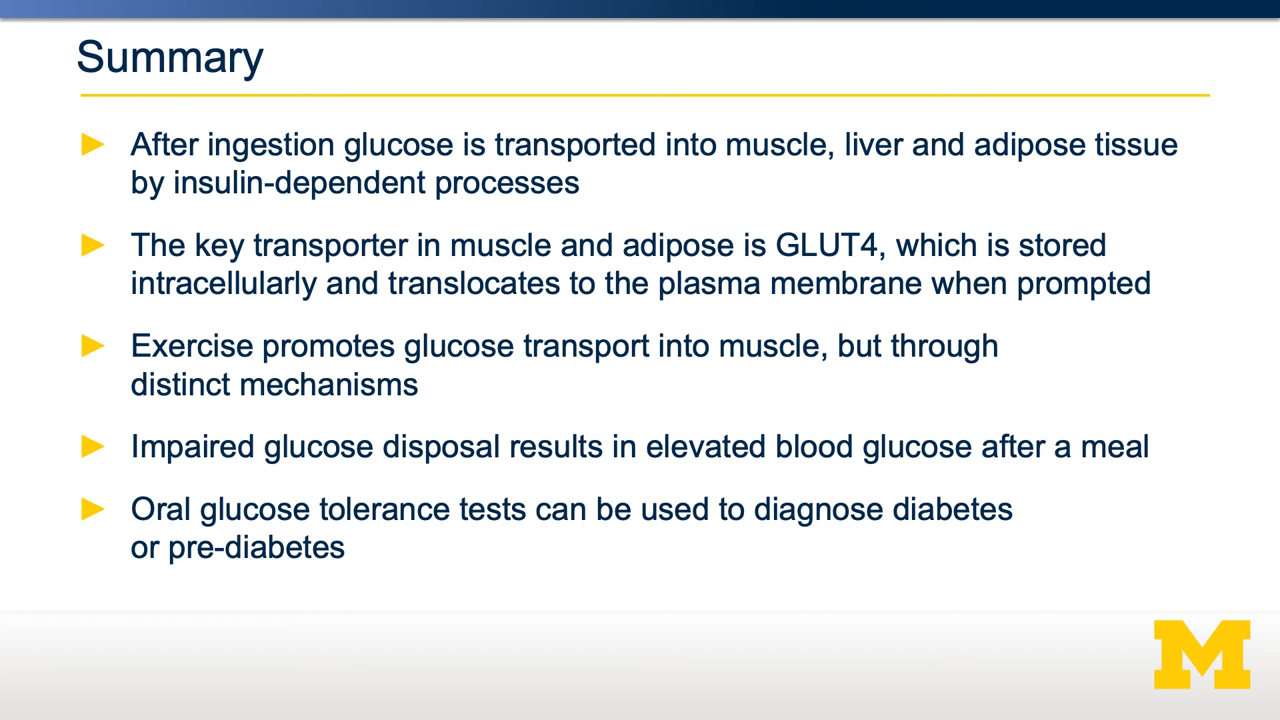 Summary
► After ingestion glucose is transported into muscle, liver and adipose tissue
by insulin-dependent processes
► The key transporter in muscle and adipose is GLUT4, which is stored
intracellularly and translocates to the plasma membrane when prompted
► Exercise promotes glucose transport into muscle, but through
distinct mechanisms
► Impaired glucose disposal results in elevated blood glucose after a meal
► Oral glucose tolerance tests can be used to diagnose diabetes
or pre-diabetes
M